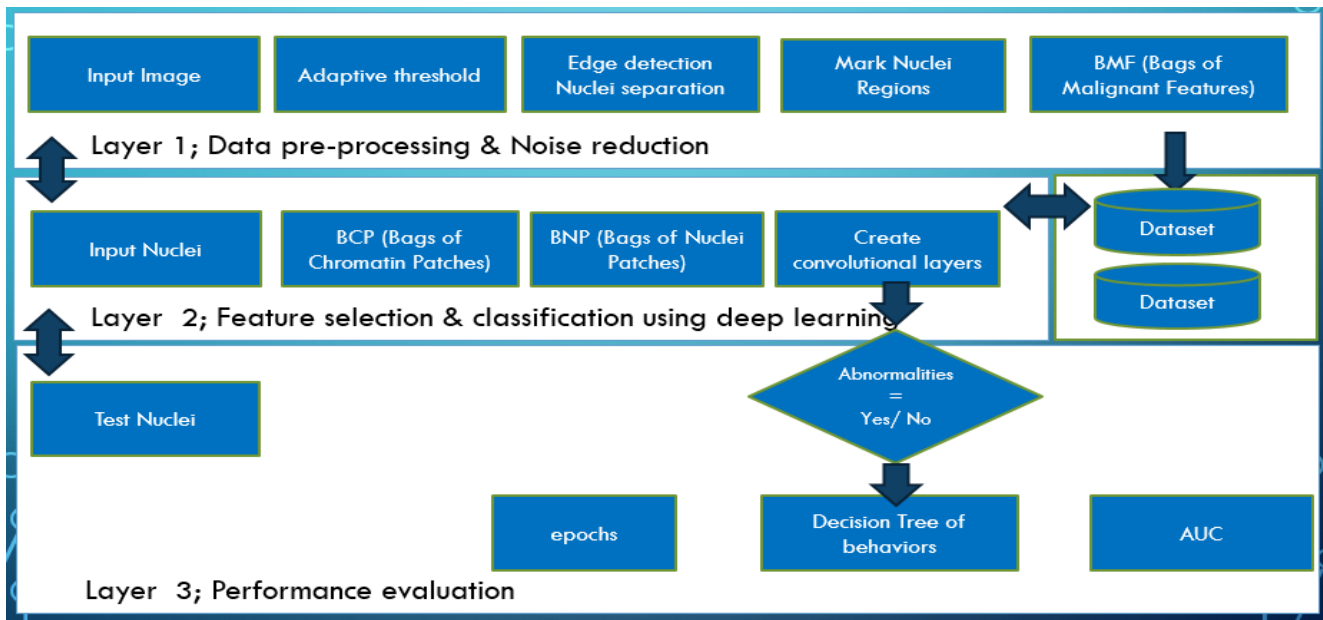 Input Image
Adaptive threshold
Edge detection
Nuclei separation
Mark Nuclei
Regions
BMF (Bags of
Malignant Features)
Layer 1; Data pre-processing & Noise reduction
Input Nuclei
BCP (Bags of
Chromatin Patches)
BNP (Bags of Nuclei
Patches)
Create
convolutional layers
Dataset
Dataset
Layer 2; Feature selection & classification using deep learning
Test Nuclei
Abnormalities
=
Yes/ No
epochs
Decision Tree of
behaviors
AUC
Layer 3; Performance evaluation